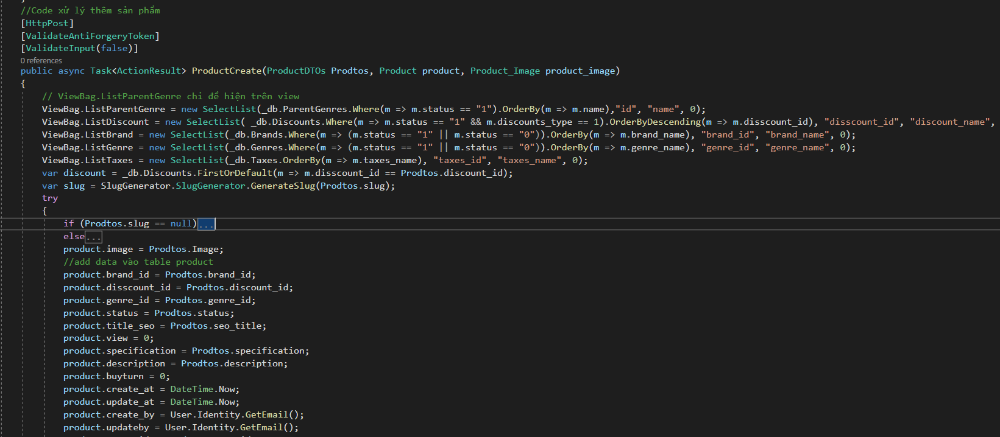 //Code xử lý thêm sản phẩm
[HttpPost]
[ValidateAntiForgeryToken]
[ValidateInput(false)]
0 references
public async Task<ActionResult> ProductCreate(ProductDTOs Prodtos, Product product, Product_Image product_image)
{
// ViewBag.ListParentGenre chỉ để hiện trên view
ViewBag.ListParentGenre = new SelectList(_db.ParentGenres.Where(m => m.status == "1").OrderBy(m => m.name),"id", "name", 0);
ViewBag.ListDiscount = new SelectList( _db.Discounts.Where(m => m.status == "1" && m.discounts_type == 1).OrderByDescending(m => m.disscount_id), "disscount_id", "discount_name",
ViewBag.ListBrand = new SelectList(_db.Brands.Where(m => (m.status == "1" || m.status == "0")).OrderBy(m => m.brand_name), "brand_id", "brand_name", 0);
ViewBag.ListGenre = new SelectList(_db.Genres.Where(m => (m.status == "1" || m.status == "0")).OrderBy(m => m.genre_name), "genre_id", "genre_name", 0);
ViewBag.ListTaxes = new SelectList(_db.Taxes.OrderBy(m => m.taxes_name), "taxes_id", "taxes_name", 0);
var discount = _db.Discounts.FirstOrDefault(m => m.disscount_id == Prodtos.discount_id);
var slug = SlugGenerator.SlugGenerator.GenerateSlug(Prodtos.slug);
try
{
if (Prodtos.slug == null)...
else...
product.image = Prodtos.Image;
//add data vào table product
product.brand_id = Prodtos.brand_id;
product.disscount_id = Prodtos.discount_id;
product.genre_id = Prodtos.genre_id;
product.status = Prodtos.status;
product.title_seo = Prodtos.seo_title;
product.view = 0;
product.specification = Prodtos.specification;
product.description = Prodtos.description;
product.buyturn = 0;
product.create_at = DateTime.Now;
product.update_at = DateTime.Now;
product.create_by = User.Identity.GetEmail();
product.updateby = User.Identity.GetEmail();